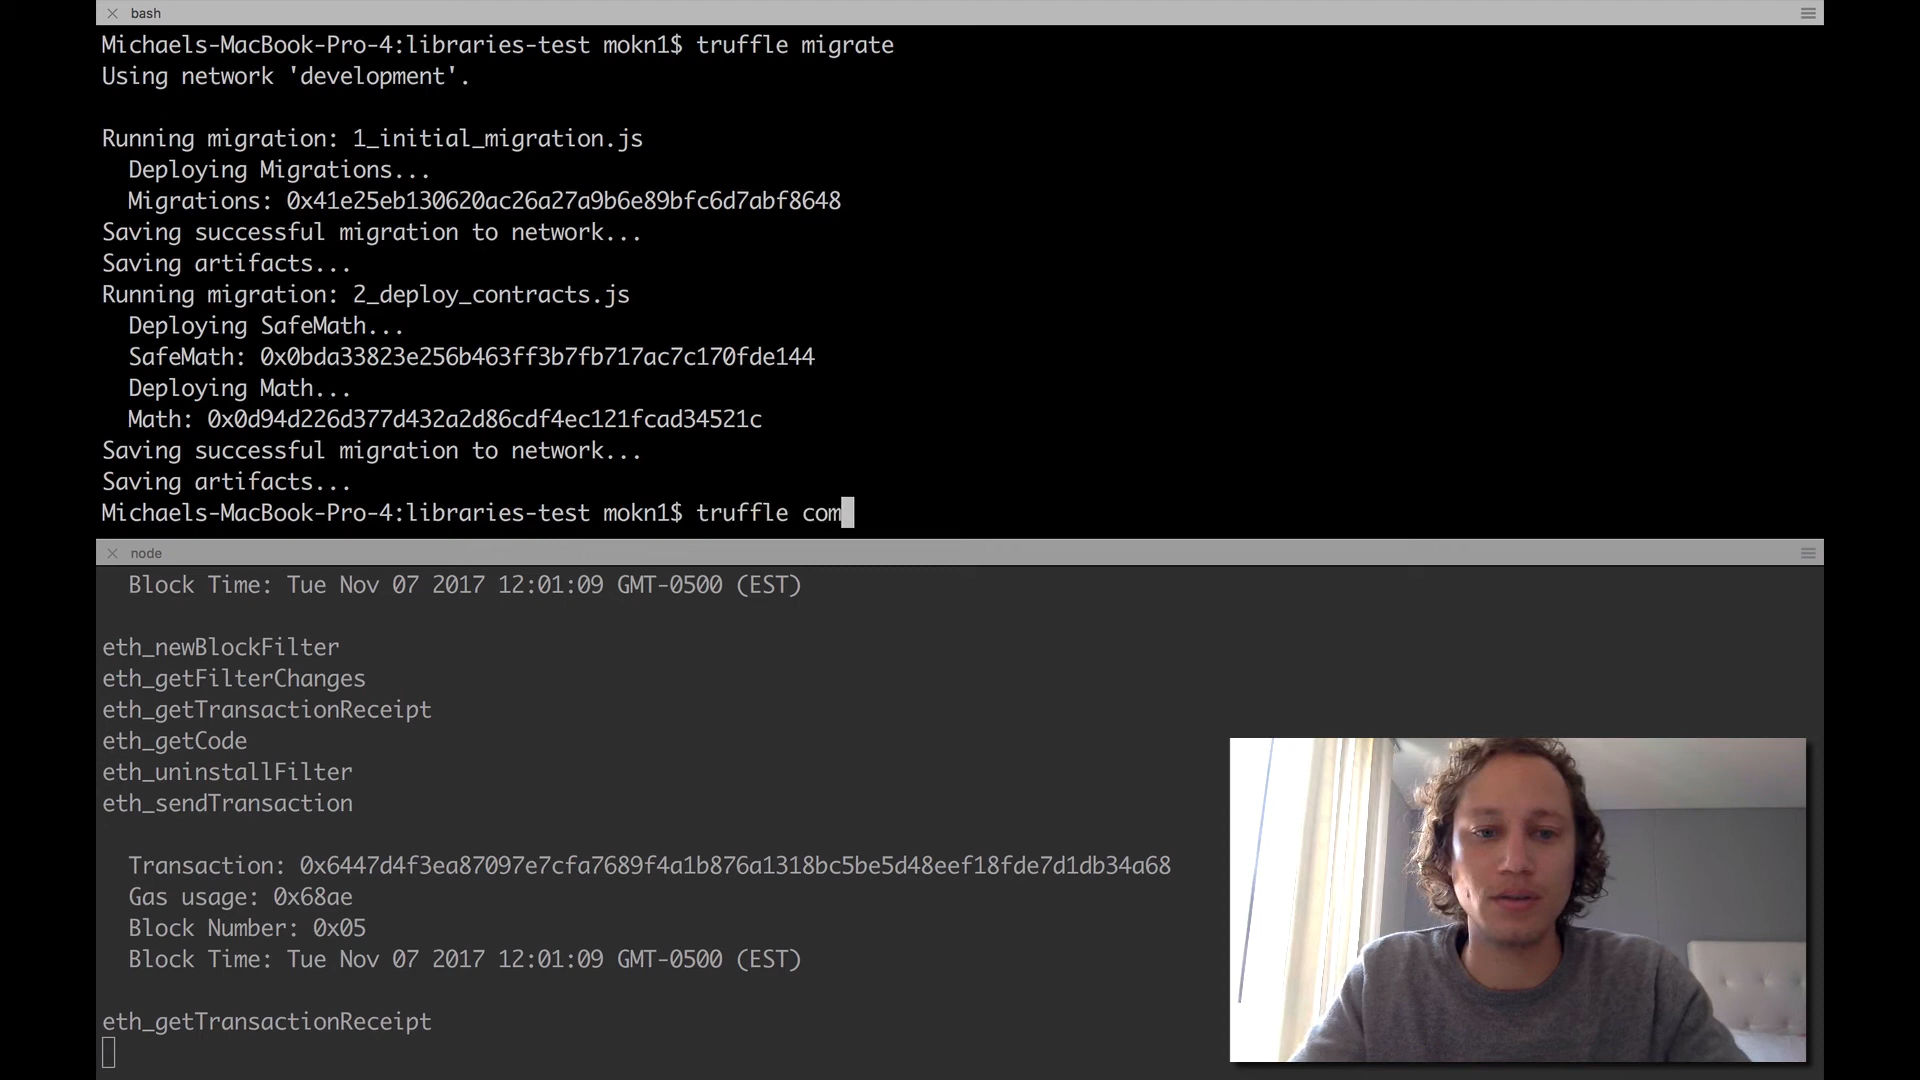 bash
Michaels-MacBook-Pro-4:libraries-test mokn1$ truffle migrate
Using network 'development'.
Running migration: 1_initial_migration.js
Deploying Migrations...
Migrations: 0x41e25eb130620ac26a27a9b6e89bfc6d7abf8648
Saving successful migration to network...
Saving artifacts...
Running migration: 2_deploy_contracts.js
Deploying SafeMath...
SafeMath: 0x0bda33823e256b463ff3b7fb717ac7c170fde144
Deploying Math...
Math: 0x0d94d226d377d432a2d86cdf4ec121fcad34521c
Saving successful migration to network...
Saving artifacts...
Michaels-MacBook-Pro-4:libraries-test mokn1$ truffle com
node
Block Time: Tue Nov 07 2017 12:01:09 GMT-0500 (EST)
eth_newBlockFilter
eth_getFilterChanges
eth_getTransactionReceipt
eth_getCode
eth_uninstallFilter
eth_sendTransaction
Transaction: 0x6447d4f3ea87097e7cfa7689f4a1b876a1318bc5be5d48eef18fde7d1db34a68
Gas usage: 0x68ae
Block Number: 0x05
Block Time: Tue Nov 07 2017 12:01:09 GMT-0500 (EST)
eth_getTransactionReceipt